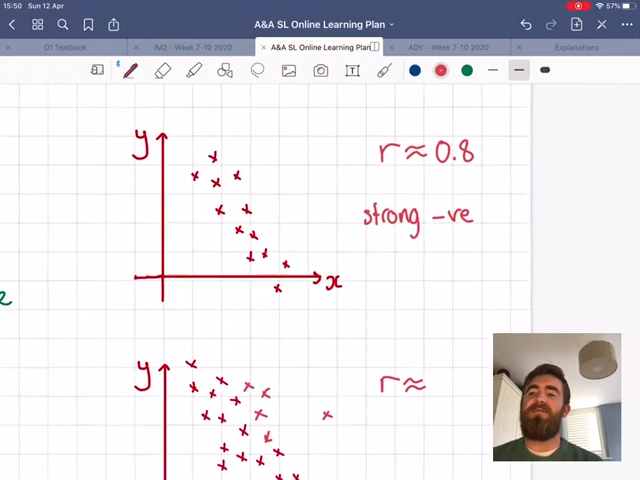 15:50 Sun 12 Apr
57%
A&A SL Online Learning Plan
D1 Textbook
IM2 - Week 7-10 2020
A&A SL Online Learning Plan
ADV - Week 7-10 2020
Explanations
y
r ≈ 0.8
strong -ve
x
2
y
r ≈